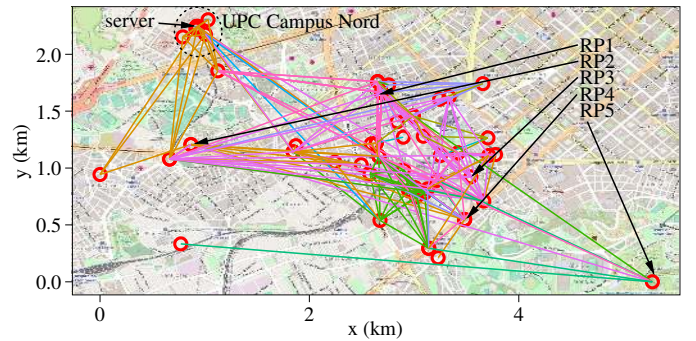 server
UPC Campus Nord
RP1
RP2
RP3
RP4
RP5
2.0
1.5
1.0
0.5
0.0
y (km)
0
2
4
x (km)